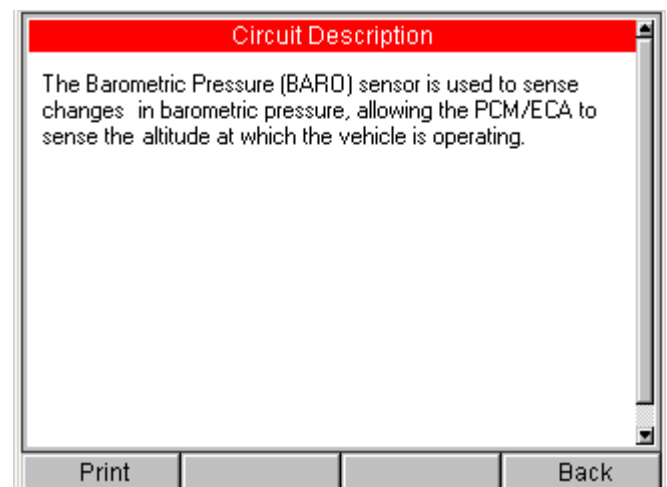 Circuit Description
The Barometric Pressure (BARO) sensor is used to sense
changes  in barometric pressure, allowing the PCM/ECA to
sense the altitude at which the vehicle is operating.
Print
Back